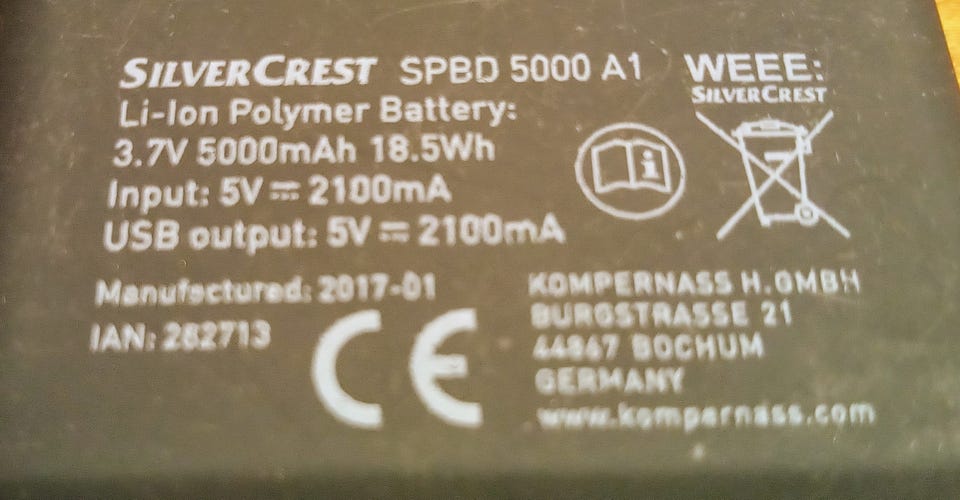 SILVERCREST SPBD 5000 A1
Li-Ion Polymer Battery:
3.7V 5000mAh 18.5Wh
Input: 5V ⎓ 2100mA
USB output: 5V ⎓ 2100mA
Manufactured: 2017-01
IAN: 282713
WEEE:
SILVERCREST
i
CE
KOMPERNASS H.GMBH
BURGSTRASSE 21
44867 BOCHUM
GERMANY
www.kompernass.com